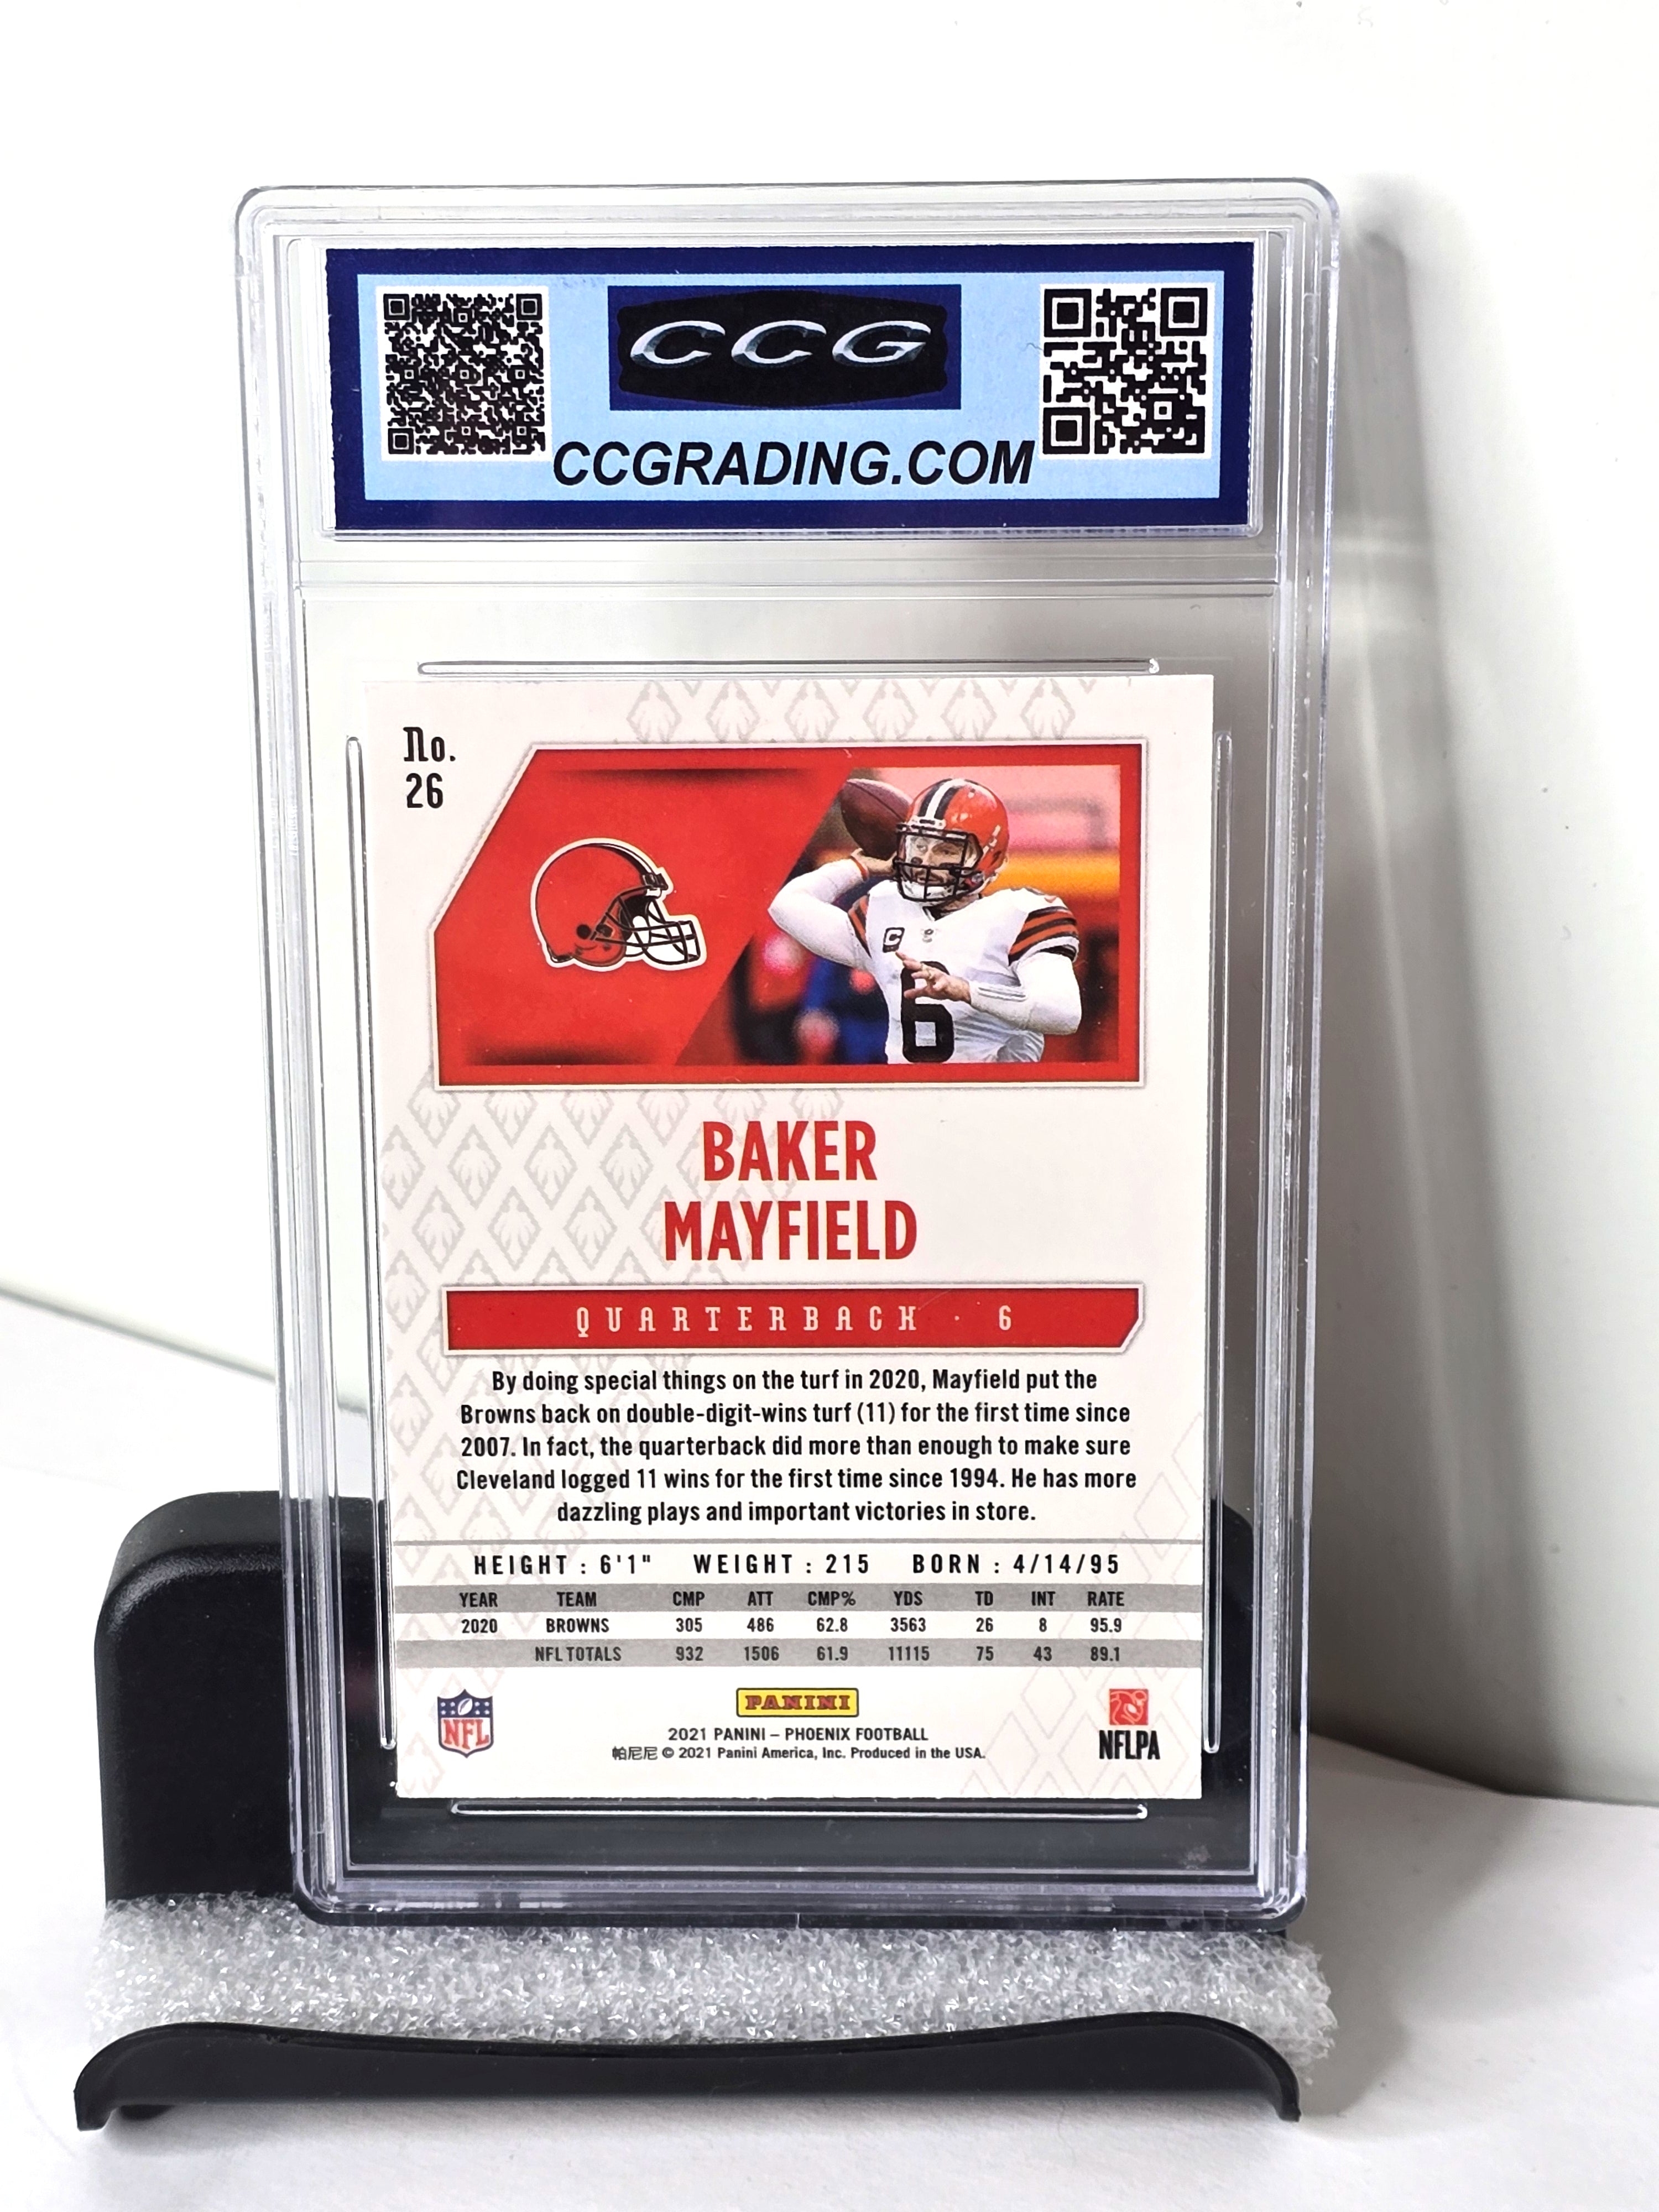 CCG
CCGRADING.COM
No.
26
C
6
BAKER
MAYFIELD
QUARTERBACK · 6
By doing special things on the turf in 2020, Mayfield put the
Browns back on double-digit-wins turf (11) for the first time since
2007. In fact, the quarterback did more than enough to make sure
Cleveland logged 11 wins for the first time since 1994. He has more
dazzling plays and important victories in store.
HEIGHT : 6'1" WEIGHT : 215 BORN : 4/14/95
YEAR TEAM CMP ATT CMP% YDS TD INT RATE
2020 BROWNS 305 486 62.8 3563 26 8 95.9
NFL TOTALS 932 1506 61.9 11115 75 43 89.1
NFL
PANINI
NFLPA
2021 PANINI – PHOENIX FOOTBALL
帕尼尼 © 2021 Panini America, Inc. Produced in the USA.